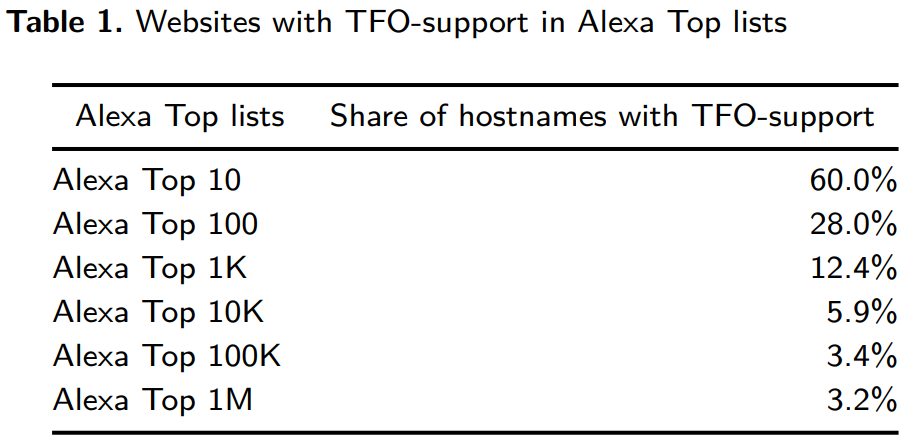 Table 1. Websites with TFO-support in Alexa Top lists
Alexa Top lists Share of hostnames with TFO-support
Alexa Top 10 60.0%
Alexa Top 100 28.0%
Alexa Top 1K 12.4%
Alexa Top 10K 5.9%
Alexa Top 100K 3.4%
Alexa Top 1M 3.2%